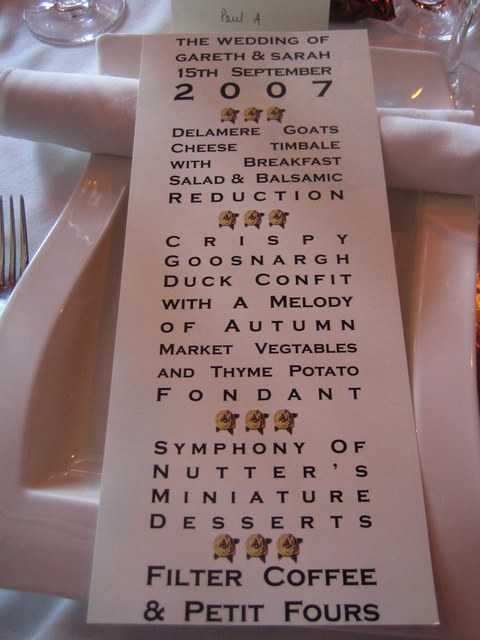 Paul. A
THE WEDDING OF
GARETH & SARAH
15TH SEPTEMBER
2007
DELAMERE GOATS
CHEESE TIMBALE
WITH BREAKFAST
SALAD & BALSAMIC
REDUCTION
CRISPY
GOOSNARGH
DUCK CONFIT
WITH A MELODY
OF AUTUMN
MARKET VEGTABLES
AND THYME POTATO
FONDANT
SYMPHONY OF
NUTTER'S
MINIATURE
DESSERTS
FILTER COFFEE
& PETIT FOURS